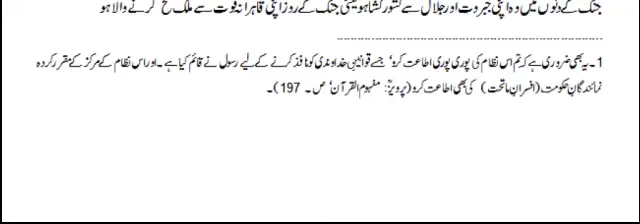 جنگ کے دنوں میں وہ اپنی جبروت اور جلال سے کشور کشا ہو یعنی جنگ کے روز اپنی قاہرانہ قوت سے ملک فتح کرنے والا ہو
1۔ یہ بھی ضروری ہے کہ تم اس نظام کی پوری پوری اطاعت کرو‘ جسے قوانینِ خداوندی کو نافذ کرنے کے لیے رسول نے قائم کیا ہے۔ اور اس نظام کے مرکز کے مقرر کردہ
نمائندگانِ حکومت (افسرانِ ماتحت) کی بھی اطاعت کرو (پرویزؒ: مفہوم القرآن‘ ص۔ 197)۔